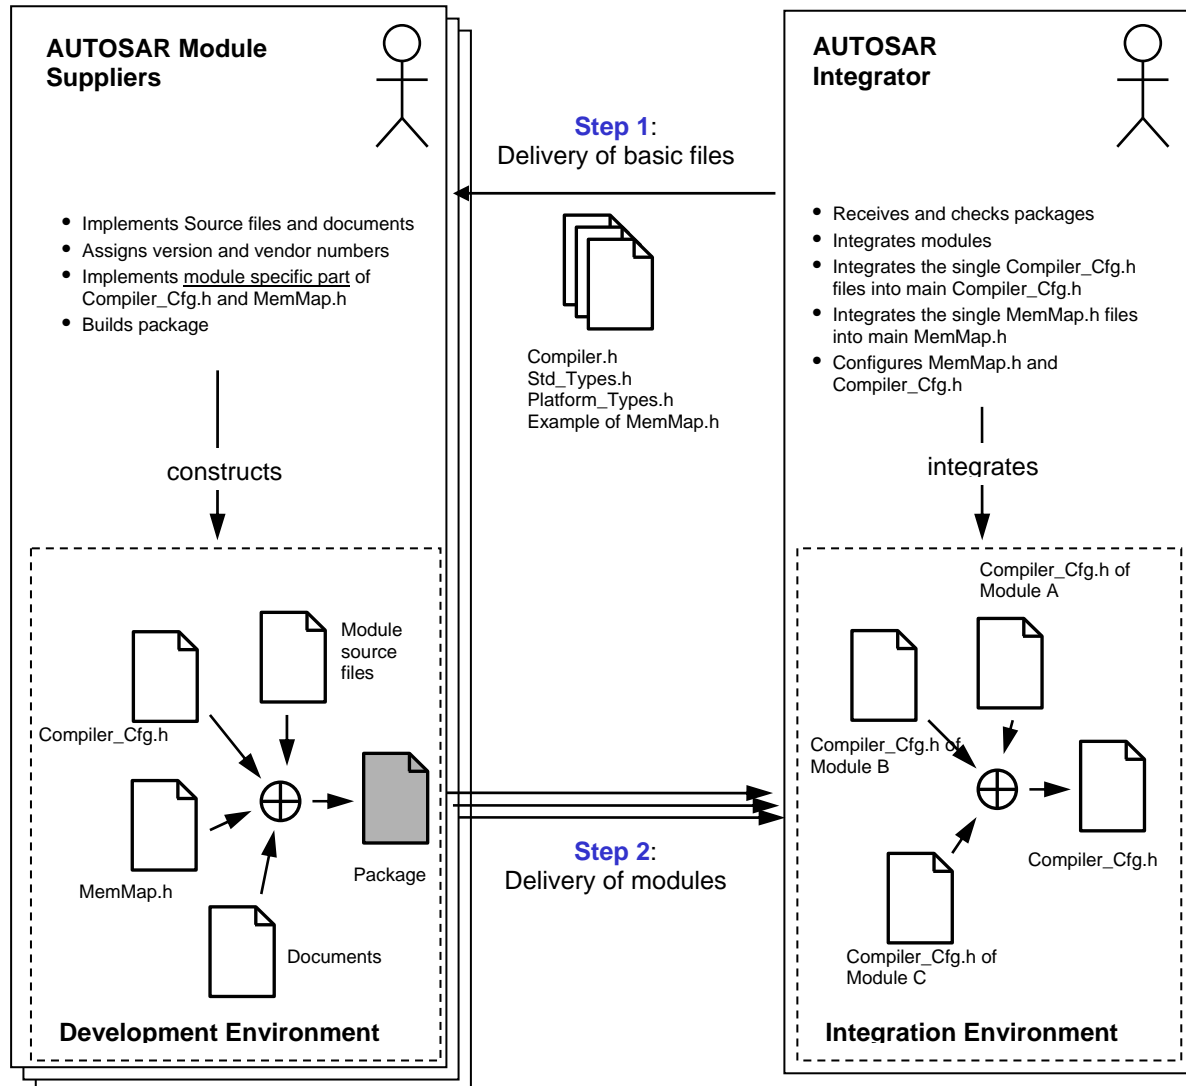 AUTOSAR Module
Suppliers
• Implements Source files and documents
• Assigns version and vendor numbers
• Implements module specific part of
Compiler_Cfg.h and MemMap.h
• Builds package
constructs
Module
source
files
Compiler_Cfg.h
MemMap.h
Package
Documents
Development Environment
Step 1:
Delivery of basic files
Compiler.h
Std_Types.h
Platform_Types.h
Example of MemMap.h
Step 2:
Delivery of modules
AUTOSAR
Integrator
• Receives and checks packages
• Integrates modules
• Integrates the single Compiler_Cfg.h
files into main Compiler_Cfg.h
• Integrates the single MemMap.h files
into main MemMap.h
• Configures MemMap.h and
Compiler_Cfg.h
integrates
Compiler_Cfg.h of
Module A
Compiler_Cfg.h of
Module B
Compiler_Cfg.h
Compiler_Cfg.h of
Module C
Integration Environment